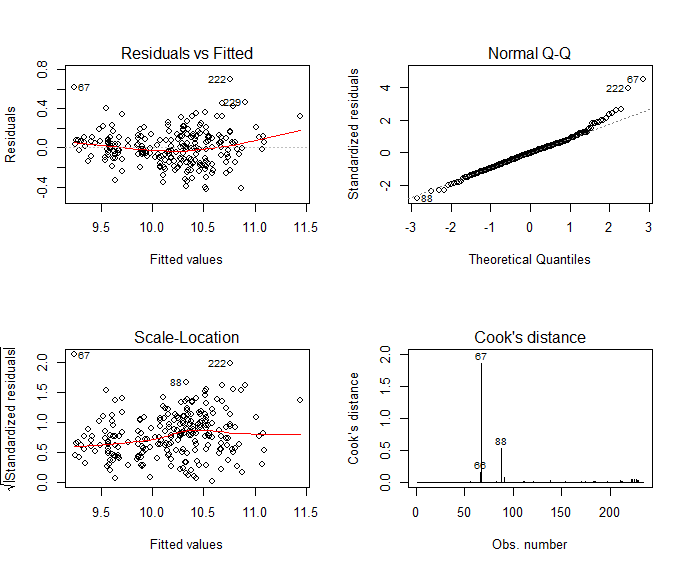 Residuals vs Fitted
Residuals
0.8
0.4
0.0
-0.4
67
222
229
9.5 10.0 10.5 11.0 11.5
Fitted values
Normal Q-Q
Standardized residuals
4
2
0
-2
67
222
88
-3 -2 -1 0 1 2 3
Theoretical Quantiles
Scale-Location
√|Standardized residuals|
2.0
1.5
1.0
0.5
0.0
67
222
88
9.5 10.0 10.5 11.0 11.5
Fitted values
Cook's distance
Cook's distance
2.0
1.5
1.0
0.5
0.0
67
88
66
0 50 100 150 200
Obs. number